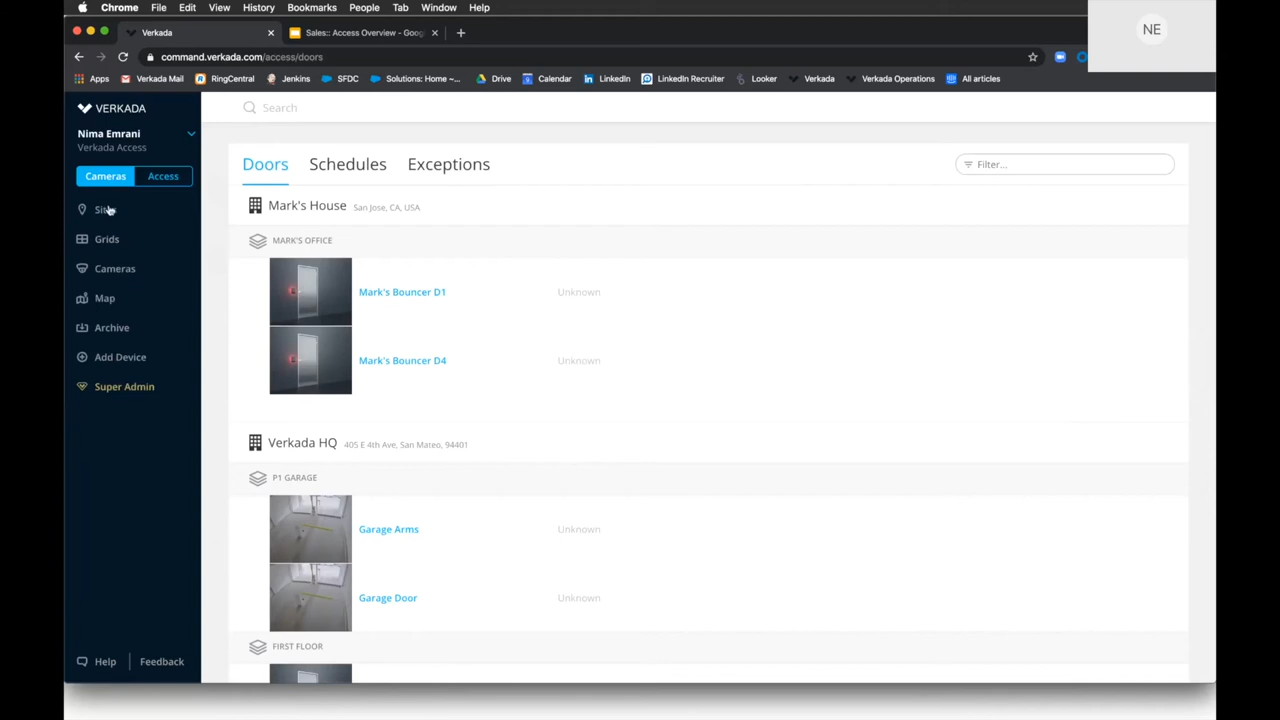 Chrome File Edit View History Bookmarks People Tab Window Help
NE
Verkada
Sales:: Access Overview - Goog
command.verkada.com/access/doors
Apps Verkada Mail RingCentral Jenkins SFDC Solutions: Home –... Drive Calendar LinkedIn LinkedIn Recruiter Looker Verkada Verkada Operations All articles
VERKADA
Search
Nima Emrani
Verkada Access
Cameras Access
Doors Schedules Exceptions
Filter...
Grids
Cameras
Map
Archive
Add Device
Super Admin
Mark's House San Jose, CA, USA
MARK'S OFFICE
Mark's Bouncer D1 Unknown
Mark's Bouncer D4 Unknown
Verkada HQ 405 E 4th Ave, San Mateo, 94401
P1 GARAGE
Garage Arms Unknown
Garage Door Unknown
FIRST FLOOR
Help Feedback